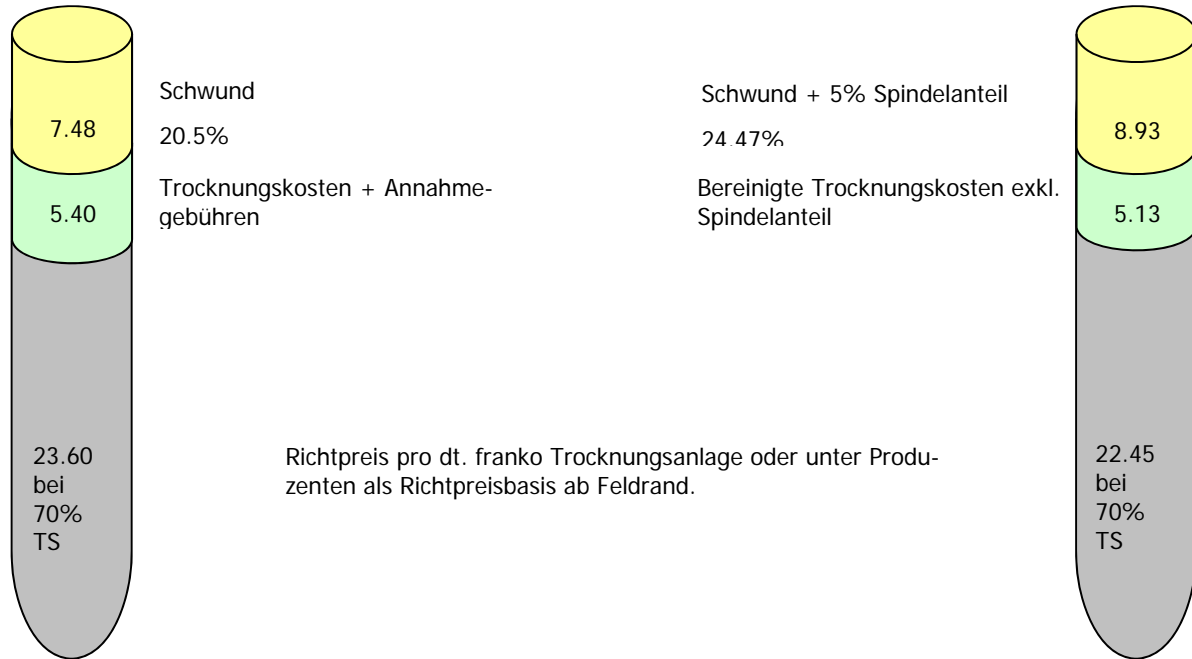 7.48
5.40
23.60
bei
70%
TS
Schwund
20.5%
Trocknungskosten + Annahme-
gebühren
Schwund + 5% Spindelanteil
24.47%
Bereinigte Trocknungskosten exkl.
Spindelanteil
Richtpreis pro dt. franko Trocknungsanlage oder unter Produ-
zenten als Richtpreisbasis ab Feldrand.
8.93
5.13
22.45
bei
70%
TS